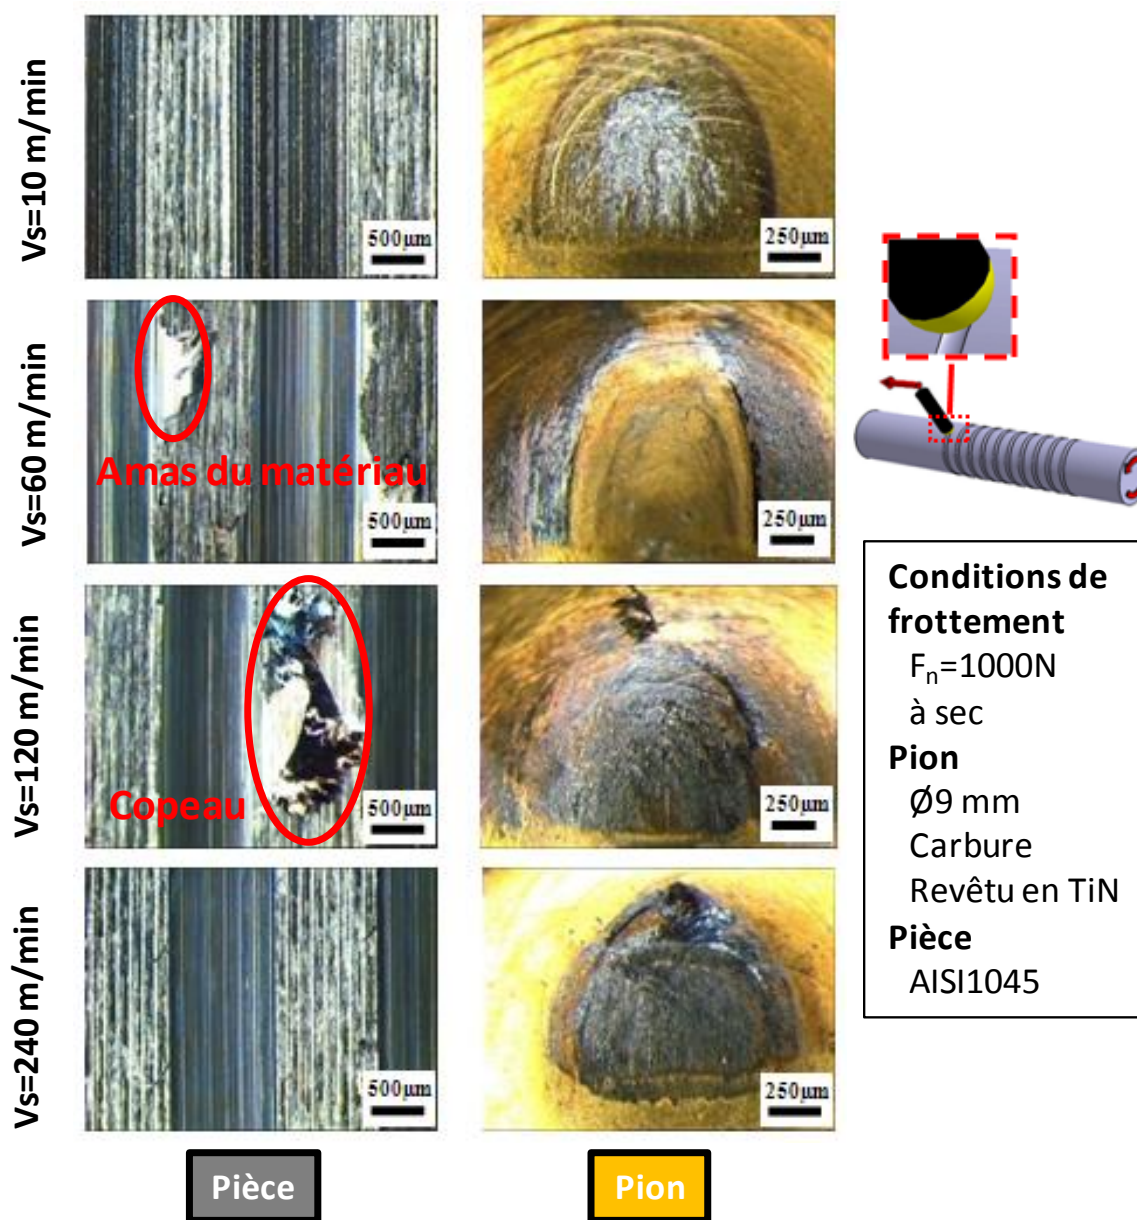 Vs=10 m/min
500µm
250µm
Vs=60 m/min
Amas du matériau
500µm
250µm
Vs=120 m/min
Copeau
500µm
250µm
Vs=240 m/min
500µm
250µm
Pièce
Pion
Conditions de
frottement
Fn=1000N
à sec
Pion
Ø9 mm
Carbure
Revêtu en TiN
Pièce
AISI1045